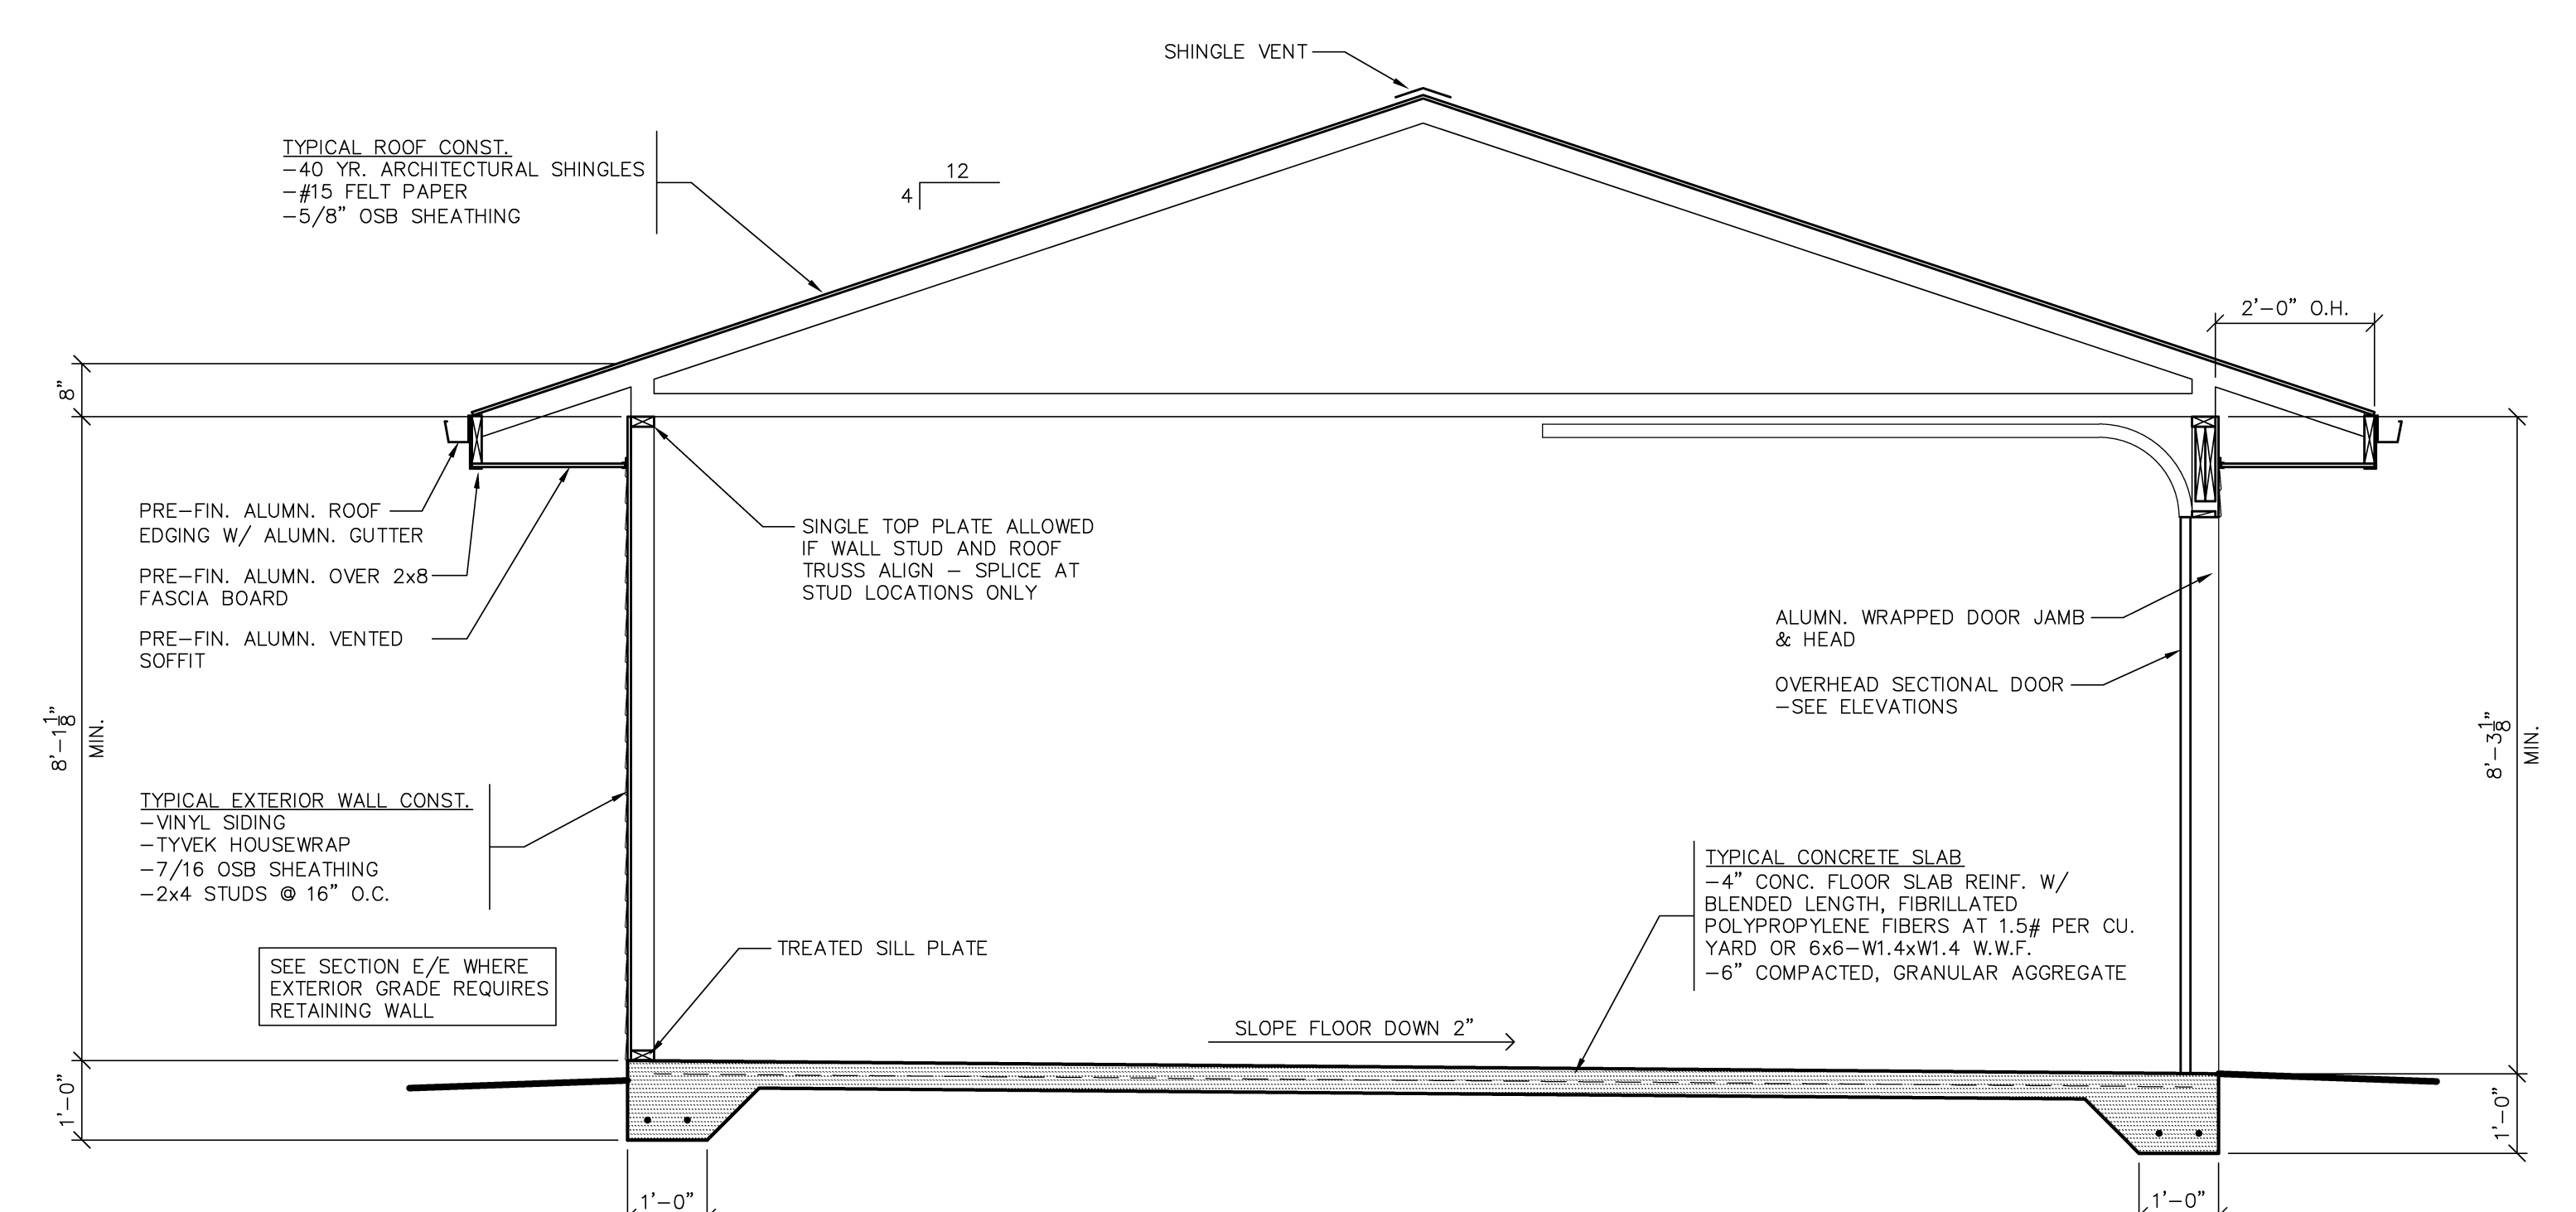 SHINGLE VENT
TYPICAL ROOF CONST.
-40 YR. ARCHITECTURAL SHINGLES
-#15 FELT PAPER
-5/8" OSB SHEATHING
12
4
2'-0" O.H.
8"
PRE-FIN. ALUMN. ROOF
EDGING W/ ALUMN. GUTTER
PRE-FIN. ALUMN. OVER 2x8
FASCIA BOARD
PRE-FIN. ALUMN. VENTED
SOFFIT
SINGLE TOP PLATE ALLOWED
IF WALL STUD AND ROOF
TRUSS ALIGN - SPLICE AT
STUD LOCATIONS ONLY
ALUMN. WRAPPED DOOR JAMB
& HEAD
OVERHEAD SECTIONAL DOOR
-SEE ELEVATIONS
8'-1 1/8"
MIN.
8'-3 1/8"
MIN.
TYPICAL EXTERIOR WALL CONST.
-VINYL SIDING
-TYVEK HOUSEWRAP
-7/16 OSB SHEATHING
-2x4 STUDS @ 16" O.C.
TYPICAL CONCRETE SLAB
-4" CONC. FLOOR SLAB REINF. W/
BLENDED LENGTH, FIBRILLATED
POLYPROPYLENE FIBERS AT 1.5# PER CU.
YARD OR 6x6-W1.4xW1.4 W.W.F.
-6" COMPACTED, GRANULAR AGGREGATE
SEE SECTION E/E WHERE
EXTERIOR GRADE REQUIRES
RETAINING WALL
TREATED SILL PLATE
SLOPE FLOOR DOWN 2"
1'-0"
1'-0"
1'-0"
1'-0"